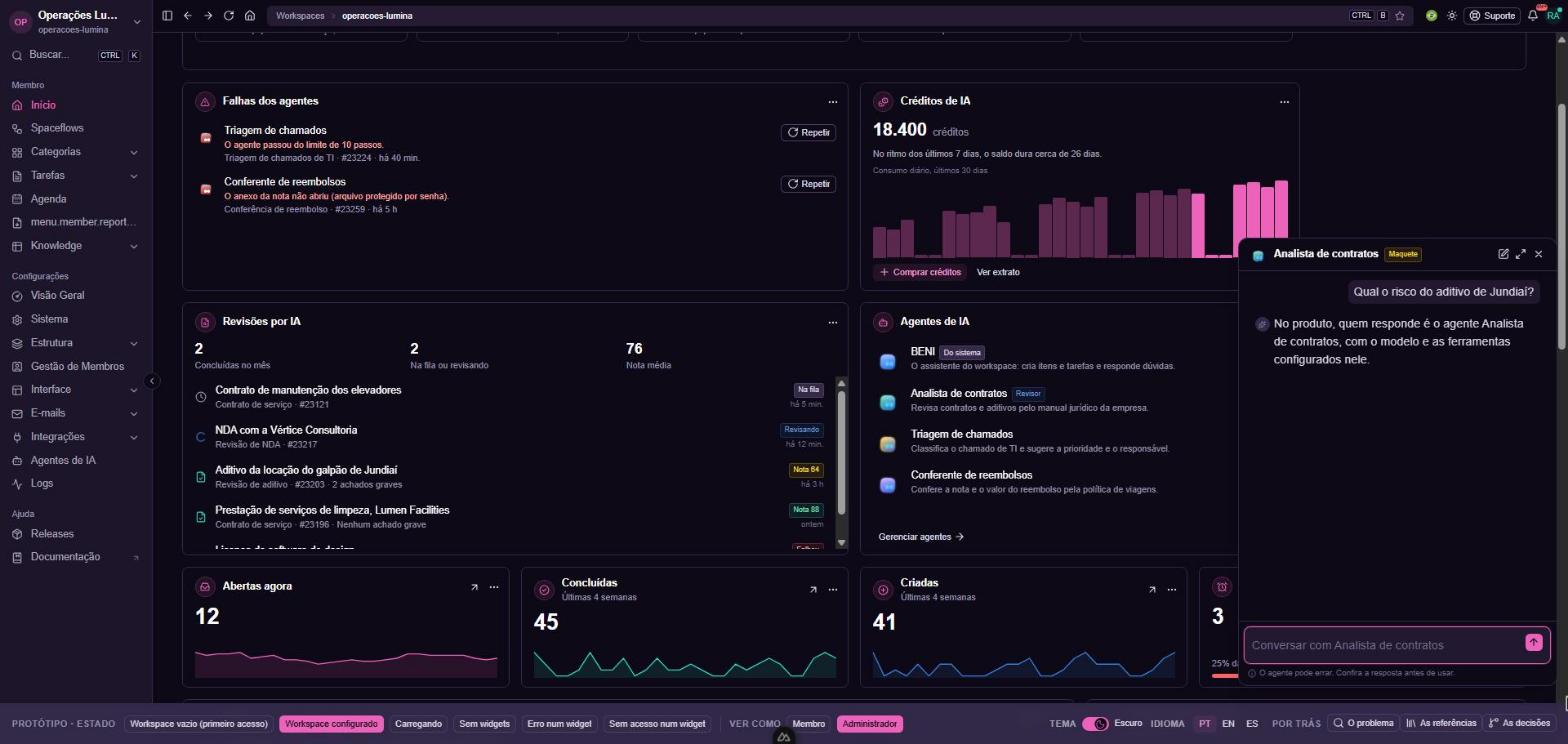 OP
Operações Lu...
operacoes-lumina
Workspaces
operacoes-lumina
CTRL B
Suporte
RA
Buscar...
CTRL K
Membro
Início
Spaceflows
Categorias
Tarefas
Agenda
menu.member.report...
Knowledge
Configurações
Visão Geral
Sistema
Estrutura
Gestão de Membros
Interface
E-mails
Integrações
Agentes de IA
Logs
Ajuda
Releases
Documentação
Falhas dos agentes
Triagem de chamados
O agente passou do limite de 10 passos.
Triagem de chamados de TI · #23224 · há 40 min.
Repetir
Conferente de reembolsos
O anexo da nota não abriu (arquivo protegido por senha).
Conferência de reembolso · #23259 · há 5 h
Repetir
Créditos de IA
18.400 créditos
No ritmo dos últimos 7 dias, o saldo dura cerca de 26 dias.
Consumo diário, últimos 30 dias
Comprar créditos
Ver extrato
Revisões por IA
2
Concluídas no mês
2
Na fila ou revisando
76
Nota média
Contrato de manutenção dos elevadores
Contrato de serviço · #23121
Na fila
há 5 min.
NDA com a Vértice Consultoria
Revisão de NDA · #23217
Revisando
há 12 min.
Aditivo da locação do galpão de Jundiaí
Revisão de aditivo · #23203 · 2 achados graves
Nota 64
há 3 h
Prestação de serviços de limpeza, Lumen Facilities
Contrato de serviço · #23196 · Nenhum achado grave
Nota 88
ontem
Agentes de IA
BENI Do sistema
O assistente do workspace: cria itens e tarefas e responde dúvidas.
Analista de contratos Revisor
Revisa contratos e aditivos pelo manual jurídico da empresa.
Triagem de chamados
Classifica o chamado de TI e sugere a prioridade e o responsável.
Conferente de reembolsos
Confere a nota e o valor do reembolso pela política de viagens.
Gerenciar agentes
Abertas agora
12
Concluídas
Últimas 4 semanas
45
Criadas
Últimas 4 semanas
41
3
25% d
Analista de contratos Maquete
Qual o risco do aditivo de Jundiaí?
No produto, quem responde é o agente Analista
de contratos, com o modelo e as ferramentas
configurados nele.
Conversar com Analista de contratos
O agente pode errar. Confira a resposta antes de usar.
PROTÓTIPO · ESTADO
Workspace vazio (primeiro acesso)
Workspace configurado
Carregando
Sem widgets
Erro num widget
Sem acesso num widget
VER COMO
Membro
Administrador
TEMA
Escuro
IDIOMA
PT
EN
ES
POR TRÁS
O problema
As referências
As decisões